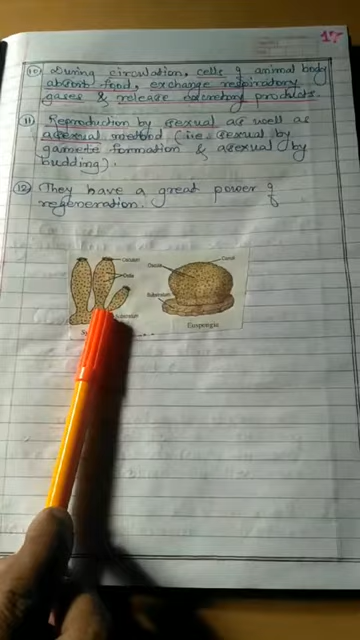 17
(10) During circulation, cells of animal body
absorb food, exchange respiratory
gases & release excretory products.
(11) Reproduction by sexual as well as
asexual method (i.e. sexual by
gamete formation & asexual by
budding).
(12) They have a great power of
regeneration.
Osculum
Ostia
Substratum
Euspongia